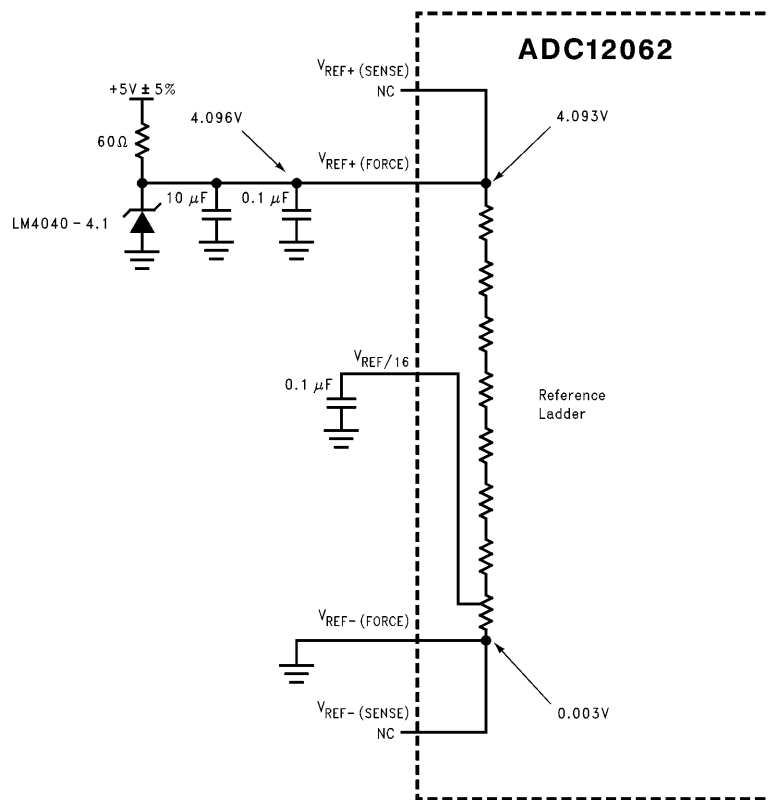 ADC12062
V_REF+ (SENSE)
NC
+5V ± 5%
4.096V
4.093V
60Ω
V_REF+ (FORCE)
10 μF
0.1 μF
LM4040 – 4.1
V_REF/16
0.1 μF
Reference
Ladder
V_REF– (FORCE)
0.003V
V_REF– (SENSE)
NC